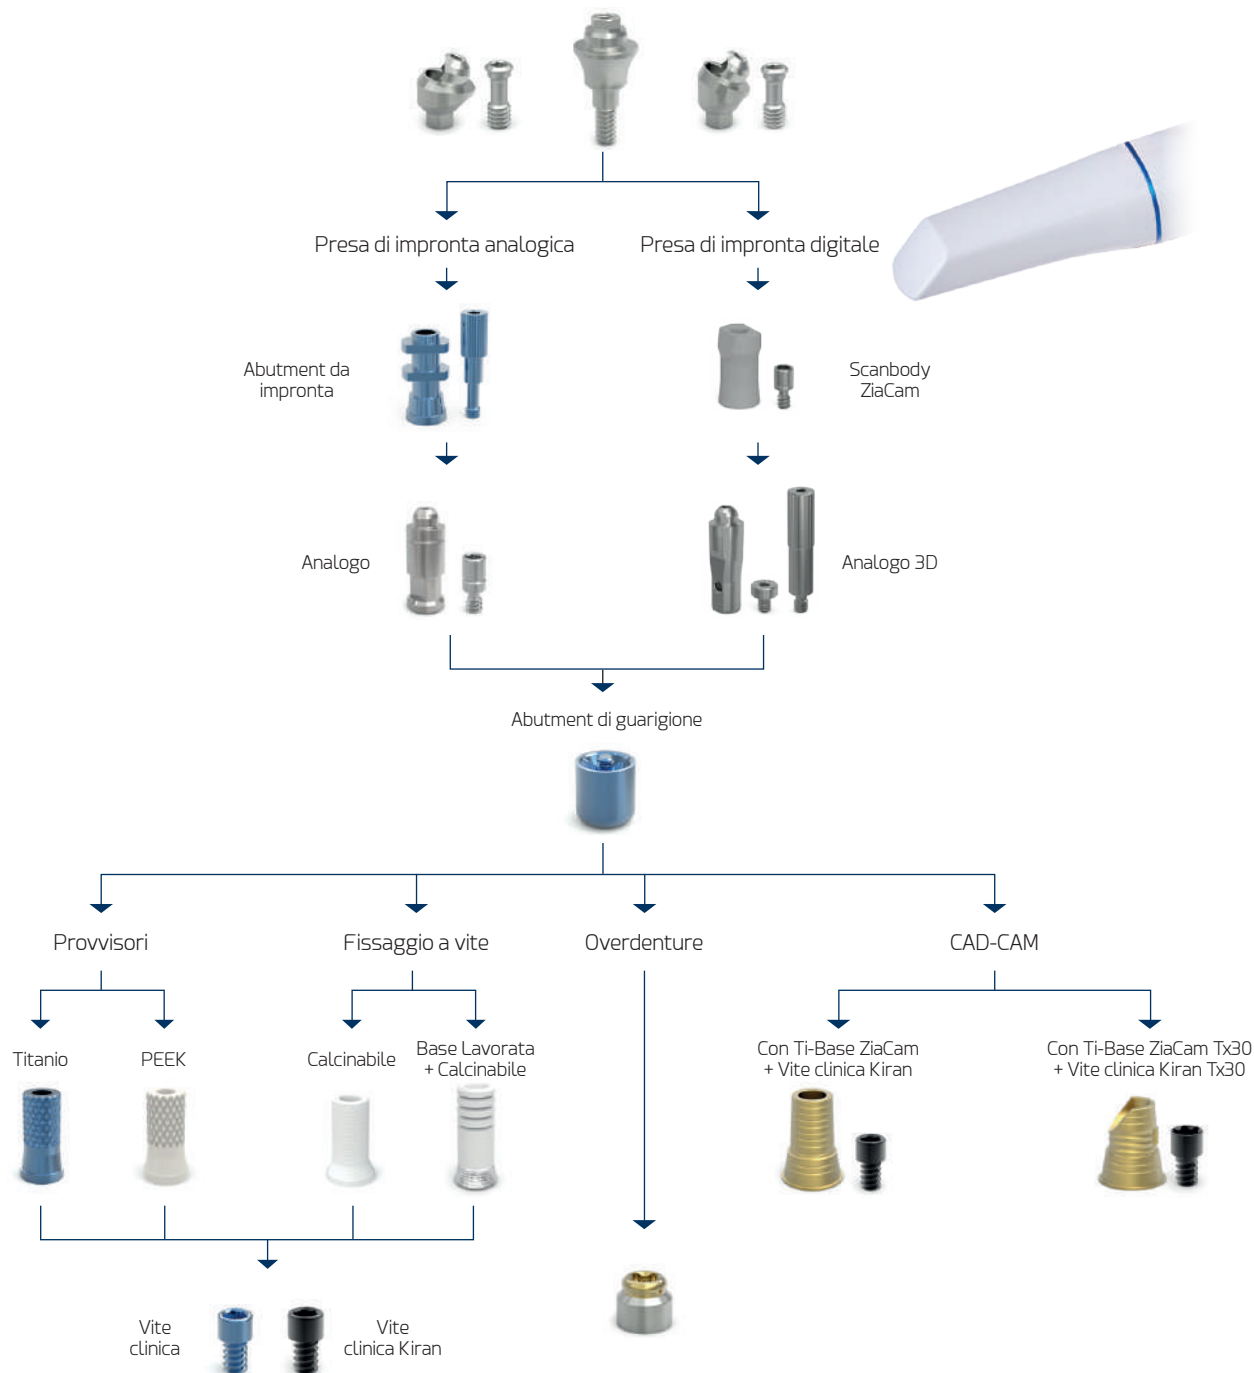 Presa di impronta analogica
Presa di impronta digitale
Abutment da
impronta
Scanbody
ZiaCam
Analogo
Analogo 3D
Abutment di guarigione
Provvisori
Fissaggio a vite
Overdenture
CAD-CAM
Titanio
PEEK
Calcinabile
Base Lavorata
+ Calcinabile
Con Ti-Base ZiaCam
+ Vite clinica Kiran
Con Ti-Base ZiaCam Tx30
+ Vite clinica Kiran Tx30
Vite
clinica
Vite
clinica Kiran